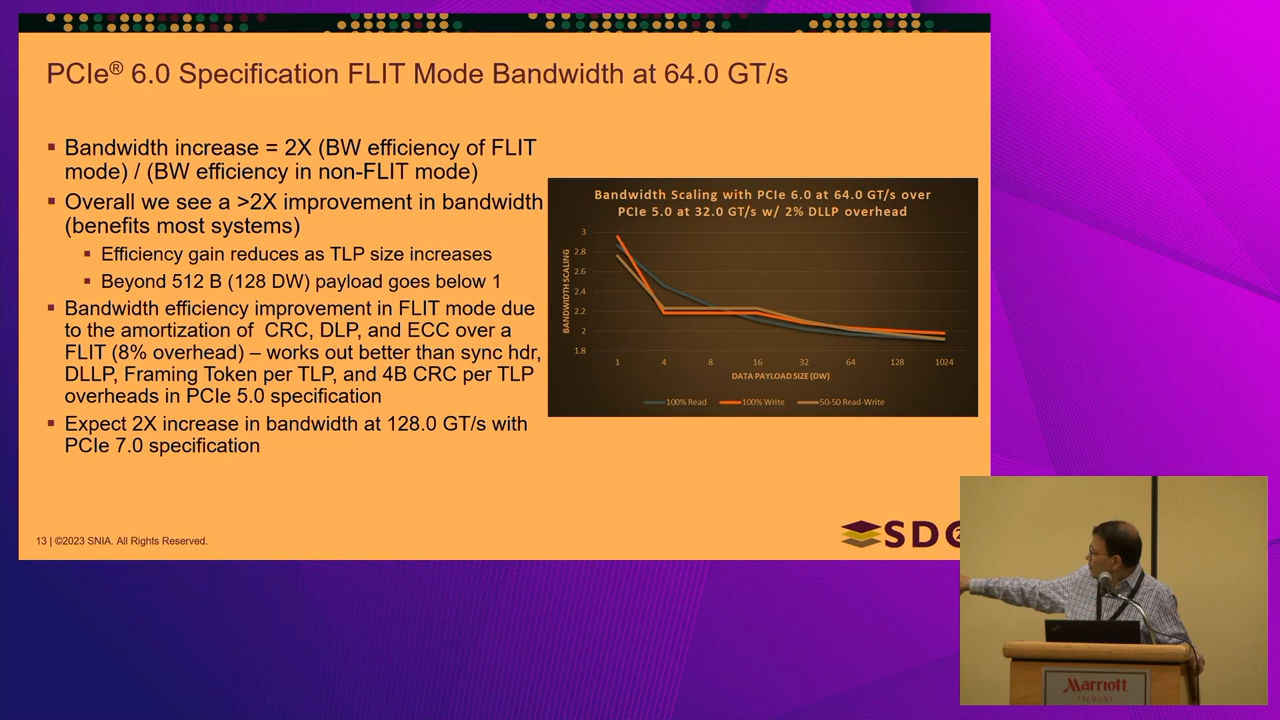 PCIe® 6.0 Specification FLIT Mode Bandwidth at 64.0 GT/s
▪ Bandwidth increase = 2X (BW efficiency of FLIT
mode) / (BW efficiency in non-FLIT mode)
▪ Overall we see a >2X improvement in bandwidth
(benefits most systems)
▪ Efficiency gain reduces as TLP size increases
▪ Beyond 512 B (128 DW) payload goes below 1
▪ Bandwidth efficiency improvement in FLIT mode due
to the amortization of CRC, DLP, and ECC over a
FLIT (8% overhead) – works out better than sync hdr,
DLLP, Framing Token per TLP, and 4B CRC per TLP
overheads in PCIe 5.0 specification
▪ Expect 2X increase in bandwidth at 128.0 GT/s with
PCIe 7.0 specification
Bandwidth Scaling with PCIe 6.0 at 64.0 GT/s over
PCIe 5.0 at 32.0 GT/s w/ 2% DLLP overhead
BANDWIDTH SCALING
3
2.8
2.6
2.4
2.2
2
1.8
1 4 8 16 32 64 128 1024
DATA PAYLOAD SIZE (DW)
100% Read 100% Write 50-50 Read-Write
13 | ©2023 SNIA. All Rights Reserved.
SDC
Marriott
FREMONT